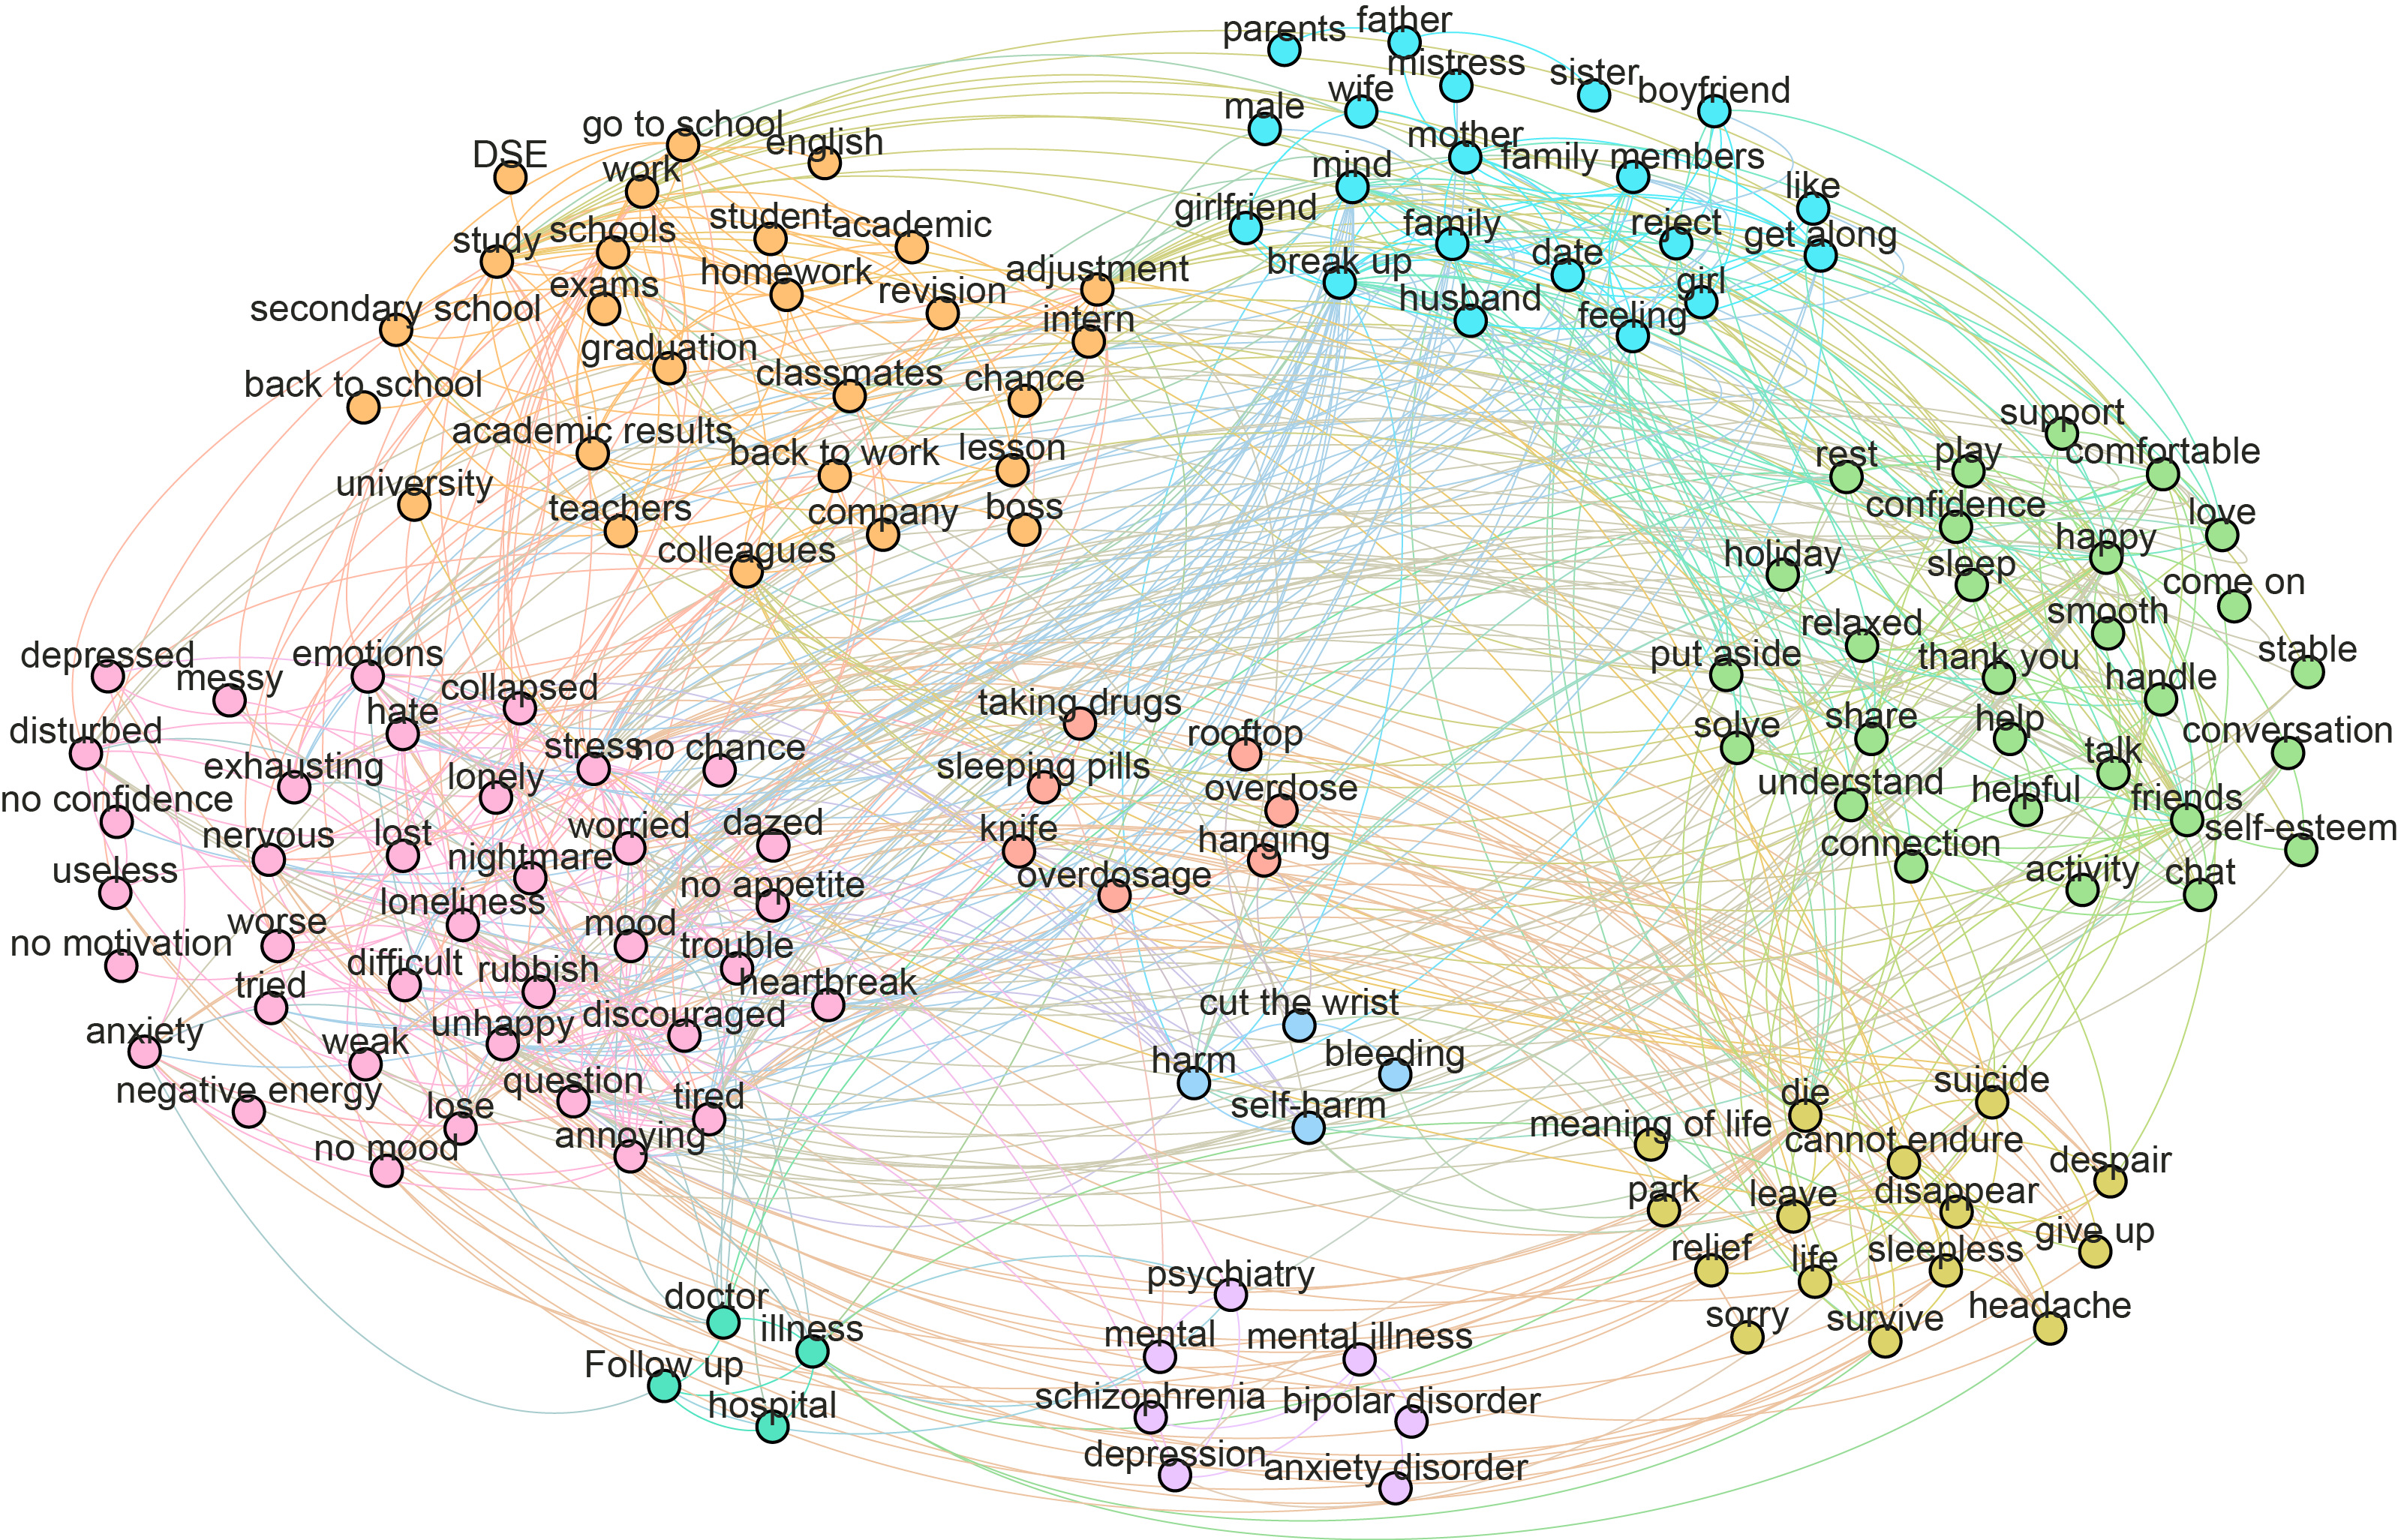 parents
father
mistress
sister
wife
boyfriend
male
mother
mind
family members
like
girlfriend
family
reject
get along
break up
date
girl
husband
feeling
go to school
english
DSE
work
student
academic
study
schools
homework
adjustment
exams
revision
secondary school
intern
graduation
classmates
chance
back to school
academic results
back to work
lesson
university
teachers
company
boss
colleagues
support
rest
play
comfortable
confidence
love
happy
holiday
sleep
come on
smooth
relaxed
put aside
thank you
stable
handle
solve
share
help
conversation
talk
understand
helpful
friends
self-esteem
connection
activity
chat
depressed
emotions
messy
collapsed
hate
disturbed
stress
no chance
exhausting
lonely
no confidence
nervous
lost
worried
dazed
nightmare
useless
no appetite
loneliness
worse
mood
no motivation
difficult
rubbish
trouble
tried
heartbreak
anxiety
weak
unhappy
discouraged
negative energy
question
lose
tired
no mood
annoying
taking drugs
rooftop
sleeping pills
overdose
knife
hanging
overdosage
cut the wrist
harm
bleeding
self-harm
die
suicide
meaning of life
cannot endure
despair
park
leave
disappear
give up
relief
life
sleepless
sorry
survive
headache
doctor
illness
Follow up
hospital
psychiatry
mental
mental illness
schizophrenia
bipolar disorder
depression
anxiety disorder